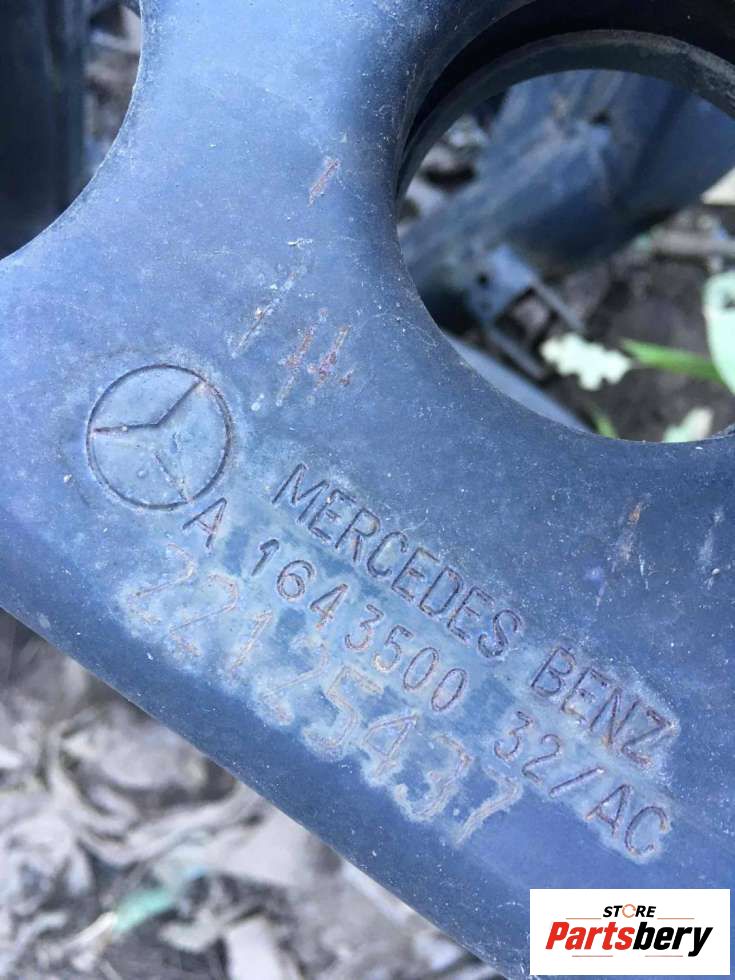 MERCEDES BENZ
A 1643500 32/AC
22125437
STORE
Partsbery